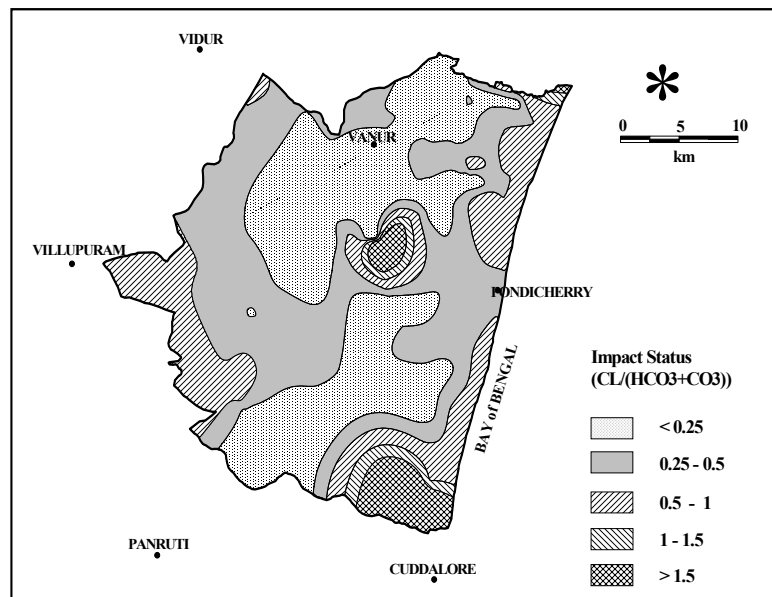 VIDUR
VANUR
0 5 10
km
VILLUPURAM
PONDICHERRY
BAY of BENGAL
Impact Status
(CL/(HCO3+CO3))
< 0.25
0.25 - 0.5
0.5 - 1
1 - 1.5
> 1.5
PANRUTI
CUDDALORE